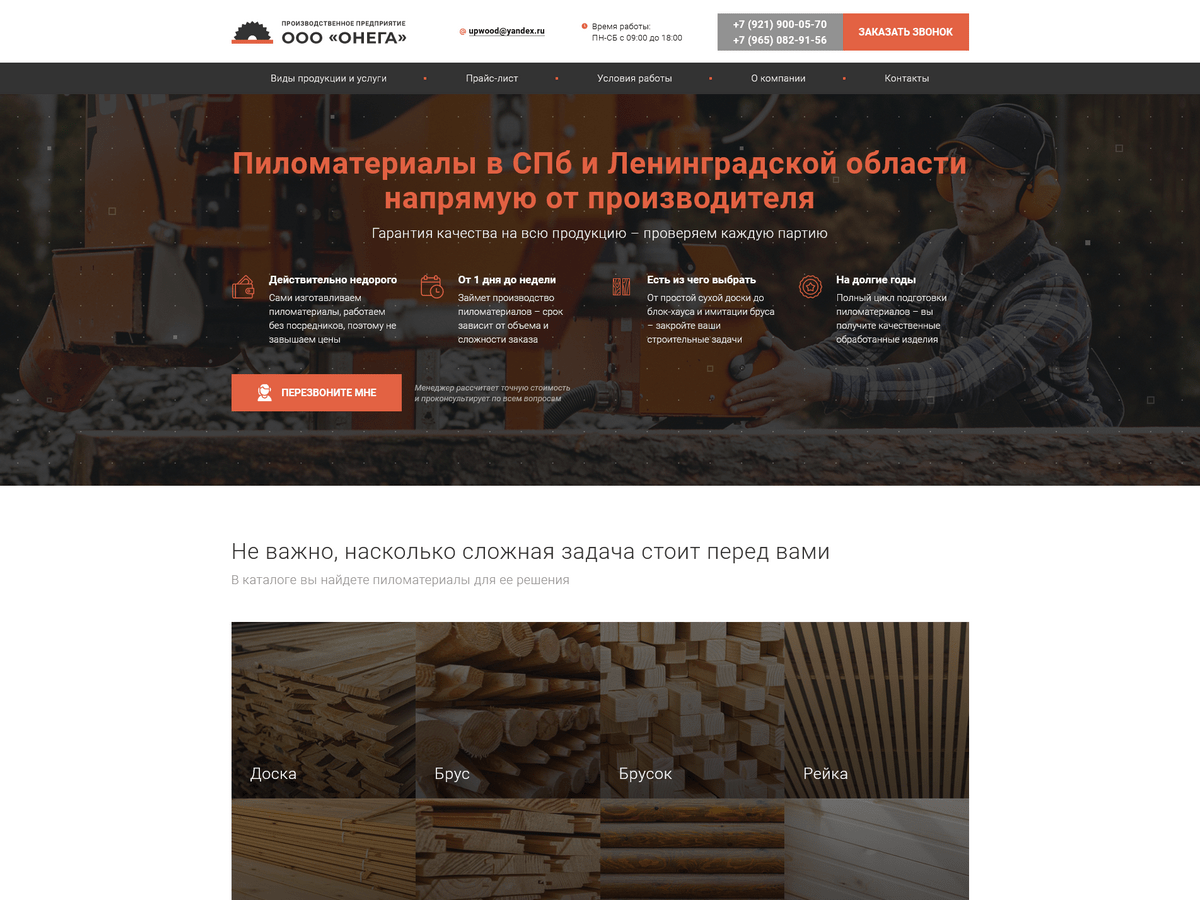 ПРОИЗВОДСТВЕННОЕ ПРЕДПРИЯТИЕ
ООО «ОНЕГА»
@ upwood@yandex.ru
Время работы:
ПН-СБ с 09:00 до 18:00
+7 (921) 900-05-70
+7 (965) 082-91-56
ЗАКАЗАТЬ ЗВОНОК
Виды продукции и услуги
Прайс-лист
Условия работы
О компании
Контакты
Пиломатериалы в СПб и Ленинградской области
напрямую от производителя
Гарантия качества на всю продукцию – проверяем каждую партию
Действительно недорого
Сами изготавливаем
пиломатериалы, работаем
без посредников, поэтому не
завышаем цены
От 1 дня до недели
Займет производство
пиломатериалов – срок
зависит от объема и
сложности заказа
Есть из чего выбрать
От простой сухой доски до
блок-хауса и имитации бруса
– закройте ваши
строительные задачи
На долгие годы
Полный цикл подготовки
пиломатериалов – вы
получите качественные
обработанные изделия
ПЕРЕЗВОНИТЕ МНЕ
Менеджер рассчитает точную стоимость
и проконсультирует по всем вопросам
Не важно, насколько сложная задача стоит перед вами
В каталоге вы найдете пиломатериалы для ее решения
Доска
Брус
Брусок
Рейка